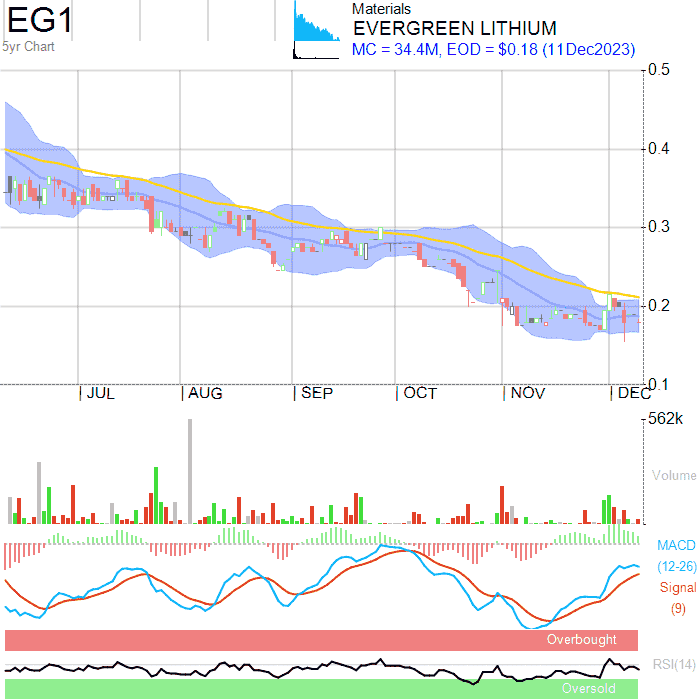 EG1
5yr Chart
Materials
EVERGREEN LITHIUM
MC = 34.4M, EOD = $0.18 (11Dec2023)
0.5
0.4
0.3
0.2
0.1
JUL AUG SEP OCT NOV DEC
562k
Volume
MACD
(12-26)
Signal
(9)
Overbought
RSI(14)
Oversold